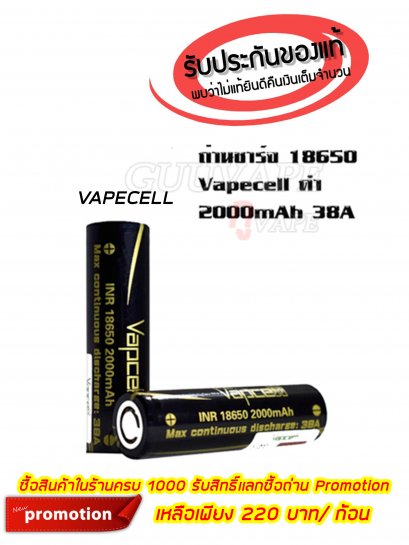 รับประกันของแท้
พบว่าไม่แท้ยินดีคืนเงินเต็มจำนวน
GUUVAPE
ถ่านชาร์จ 18650
Vapecell ดำ
2000mAh 38A
VAPE
VAPECELL
Vapcell
INR 18650 2000mAh
Max continuous discharge: 38A
Vapcell
INR 18650 2000mAh
Max continuous discharge: 38A
ซื้อสินค้าในร้านครบ 1000 รับสิทธิ์แลกซื้อถ่าน Promotion
New promotion
เหลือเพียง 220 บาท/ ก้อน